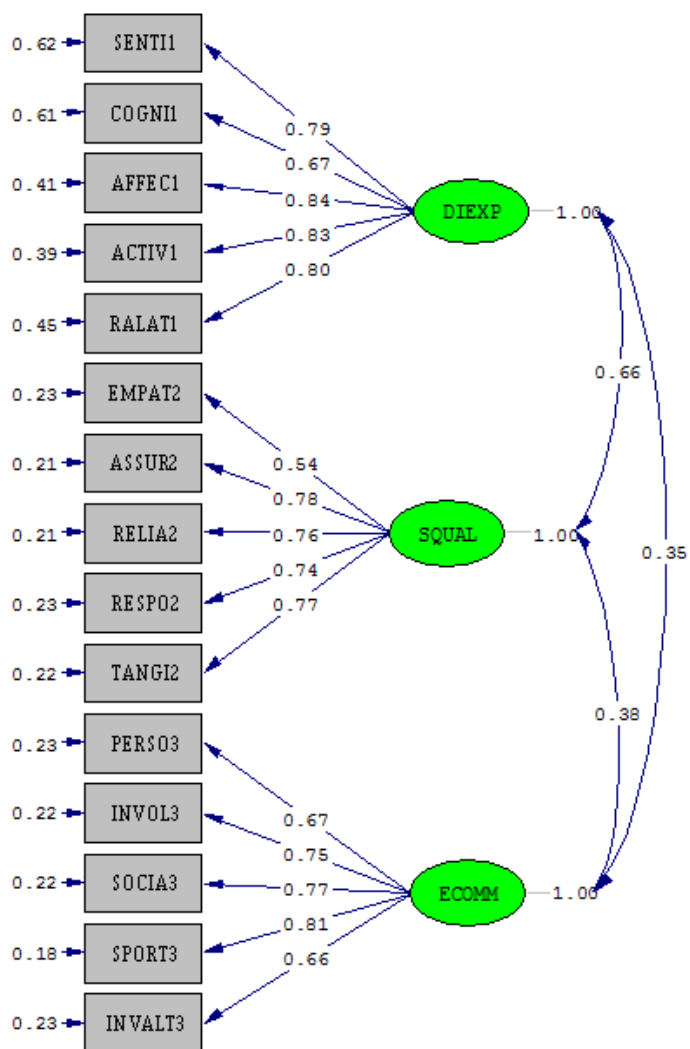 0.62 SENTI1
0.79
0.61 COGNI1
0.67
0.41 AFFEC1
0.84
DIEXP 1.00
0.39 ACTIV1
0.83
0.80
0.45 RALAT1
0.66
0.23 EMPAT2
0.54
0.21 ASSUR2
0.78
0.21 RELIA2
0.76
SQUAL 1.00
0.35
0.23 RESPO2
0.74
0.77
0.22 TANGI2
0.38
0.23 PERSO3
0.67
0.22 INVOL3
0.75
0.22 SOCIA3
0.77
ECOMM 1.00
0.81
0.18 SPORT3
0.66
0.23 INVALT3